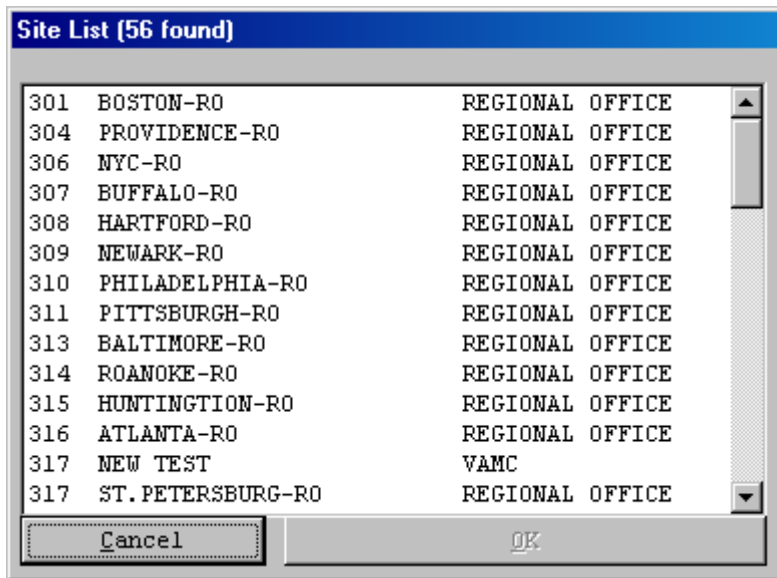 Site List (56 found)
301 BOSTON-RO REGIONAL OFFICE
304 PROVIDENCE-RO REGIONAL OFFICE
306 NYC-RO REGIONAL OFFICE
307 BUFFALO-RO REGIONAL OFFICE
308 HARTFORD-RO REGIONAL OFFICE
309 NEWARK-RO REGIONAL OFFICE
310 PHILADELPHIA-RO REGIONAL OFFICE
311 PITTSBURGH-RO REGIONAL OFFICE
313 BALTIMORE-RO REGIONAL OFFICE
314 ROANOKE-RO REGIONAL OFFICE
315 HUNTINGTION-RO REGIONAL OFFICE
316 ATLANTA-RO REGIONAL OFFICE
317 NEW TEST VAMC
317 ST.PETERSBURG-RO REGIONAL OFFICE
Cancel OK